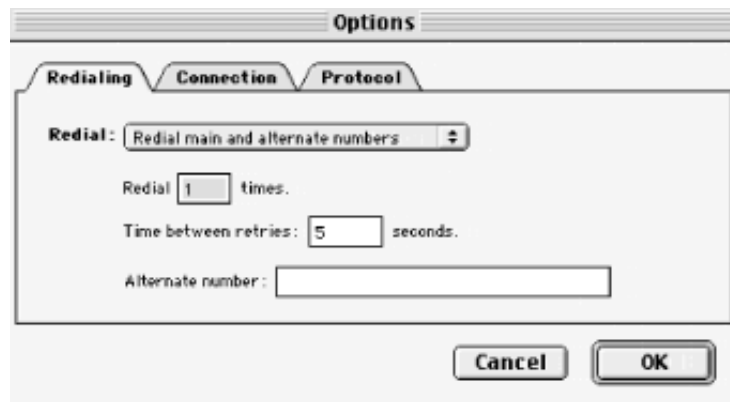 Options
Redialing Connection Protocol
Redial: Redial main and alternate numbers
Redial 1 times.
Time between retries: 5 seconds.
Alternate number:
Cancel OK